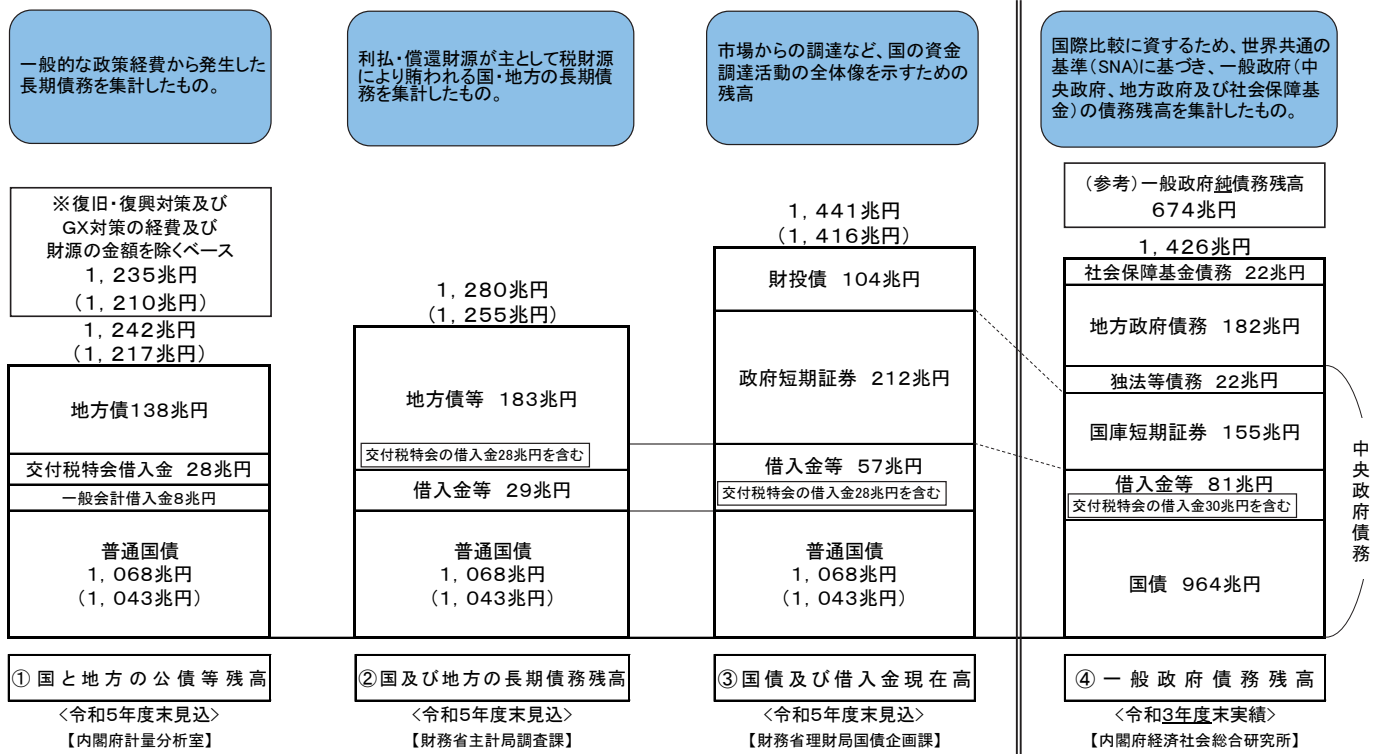 一般的な政策経費から発生した
長期債務を集計したもの。
※復旧・復興対策及び
GX対策の経費及び
財源の金額を除くベース
1,235兆円
(1,210兆円)
1,242兆円
(1,217兆円)
地方債138兆円
交付税特会借入金 28兆円
一般会計借入金8兆円
普通国債
1,068兆円
(1,043兆円)
①国と地方の公債等残高
<令和5年度末見込>
【内閣府計量分析室】
利払・償還財源が主として税財源
により賄われる国・地方の長期債
務を集計したもの。
1,280兆円
(1,255兆円)
地方債等 183兆円
交付税特会の借入金28兆円を含む
借入金等 29兆円
普通国債
1,068兆円
(1,043兆円)
②国及び地方の長期債務残高
<令和5年度末見込>
【財務省主計局調査課】
市場からの調達など、国の資金
調達活動の全体像を示すための
残高
1,441兆円
(1,416兆円)
財投債 104兆円
政府短期証券 212兆円
借入金等 57兆円
交付税特会の借入金28兆円を含む
普通国債
1,068兆円
(1,043兆円)
③国債及び借入金現在高
<令和5年度末見込>
【財務省理財局国債企画課】
国際比較に資するため、世界共通の
基準(SNA)に基づき、一般政府(中
央政府、地方政府及び社会保障基
金)の債務残高を集計したもの。
(参考)一般政府純債務残高
674兆円
1,426兆円
社会保障基金債務 22兆円
地方政府債務 182兆円
独法等債務 22兆円
国庫短期証券 155兆円
借入金等 81兆円
交付税特会の借入金30兆円を含む
国債 964兆円
中央政府債務
④一般政府債務残高
<令和3年度末実績>
【内閣府経済社会総合研究所】